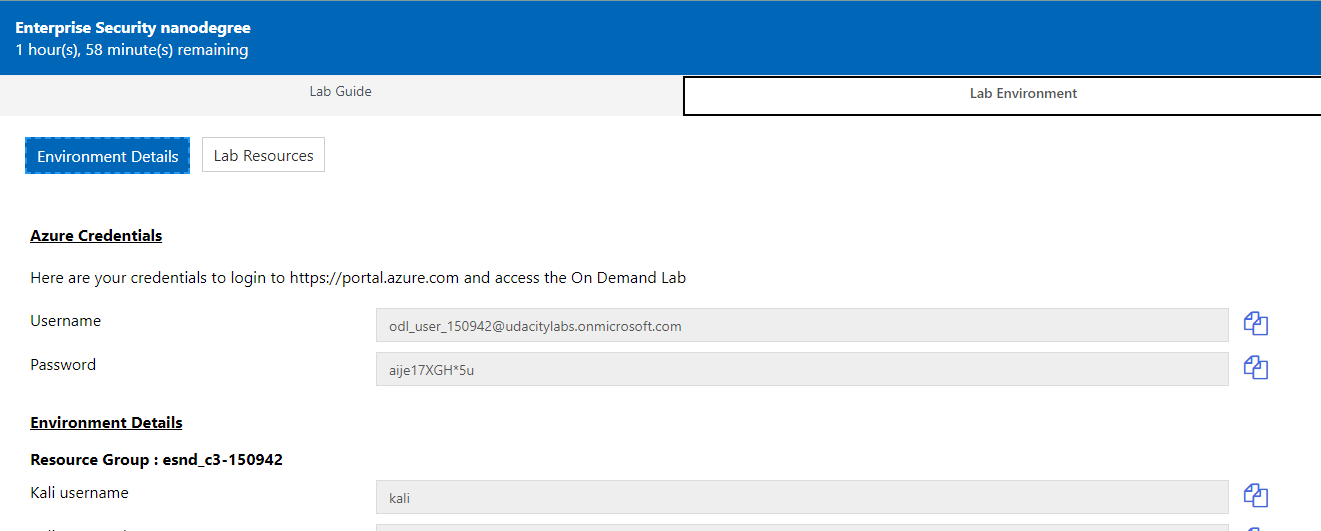 Enterprise Security nanodegree
1 hour(s), 58 minute(s) remaining
Lab Guide
Lab Environment
Environment Details
Lab Resources
Azure Credentials
Here are your credentials to login to https://portal.azure.com and access the On Demand Lab
Username
odl_user_150942@udacitylabs.onmicrosoft.com
Password
aije17XGH*5u
Environment Details
Resource Group : esnd_c3-150942
Kali username
kali